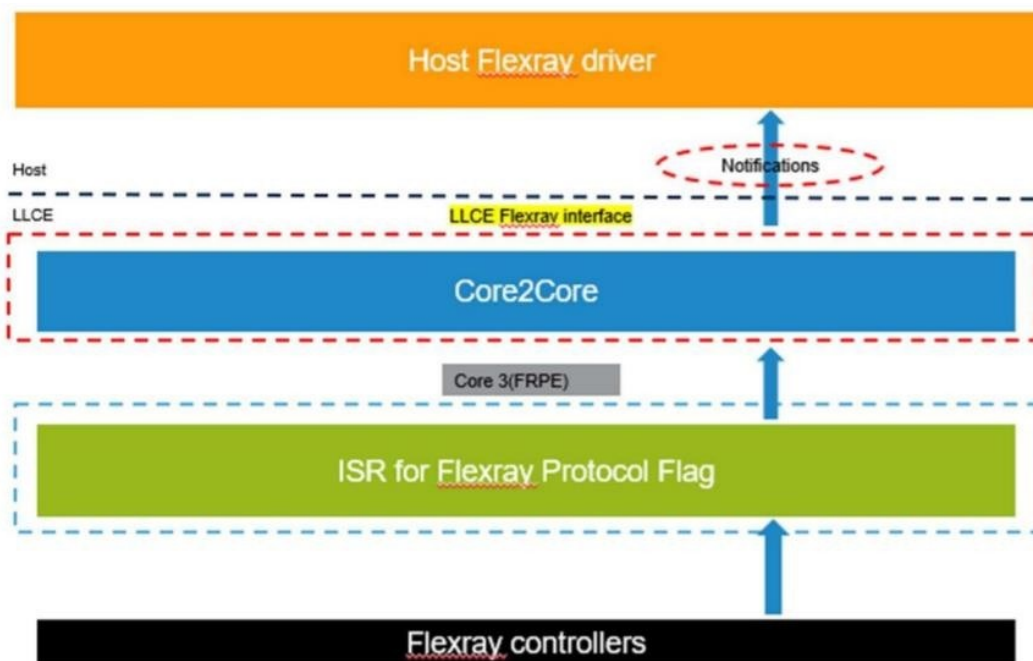 Host Flexray driver
Host
Notifications
LLCE
LLCE Flexray interface
Core2Core
Core 3(FRPE)
ISR for Flexray Protocol Flag
Flexray controllers